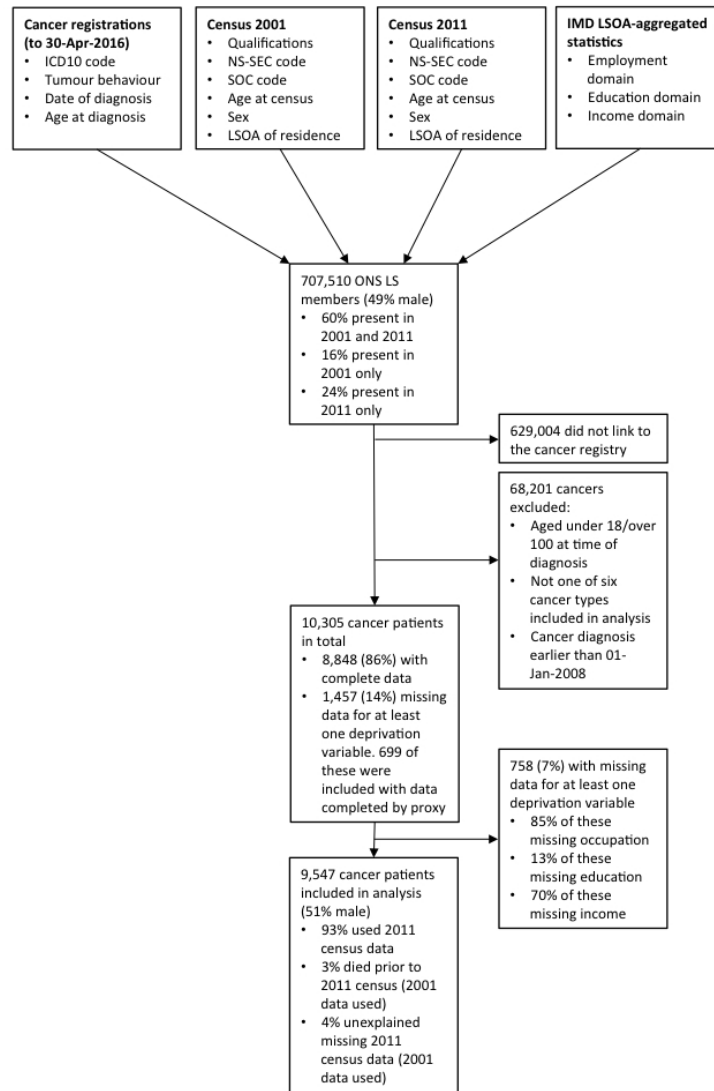 Cancer registrations
(to 30-Apr-2016)
• ICD10 code
• Tumour behaviour
• Date of diagnosis
• Age at diagnosis
Census 2001
• Qualifications
• NS-SEC code
• SOC code
• Age at census
• Sex
• LSOA of residence
Census 2011
• Qualifications
• NS-SEC code
• SOC code
• Age at census
• Sex
• LSOA of residence
IMD LSOA-aggregated
statistics
• Employment
domain
• Education domain
• Income domain
707,510 ONS LS
members (49% male)
• 60% present in
2001 and 2011
• 16% present in
2001 only
• 24% present in
2011 only
629,004 did not link to
the cancer registry
68,201 cancers
excluded:
• Aged under 18/over
100 at time of
diagnosis
• Not one of six
cancer types
included in analysis
• Cancer diagnosis
earlier than 01-
Jan-2008
10,305 cancer patients
in total
• 8,848 (86%) with
complete data
• 1,457 (14%) missing
data for at least
one deprivation
variable. 699 of
these were
included with data
completed by proxy
758 (7%) with missing
data for at least one
deprivation variable
• 85% of these
missing occupation
• 13% of these
missing education
• 70% of these
missing income
9,547 cancer patients
included in analysis
(51% male)
• 93% used 2011
census data
• 3% died prior to
2011 census (2001
data used)
• 4% unexplained
missing 2011
census data (2001
data used)